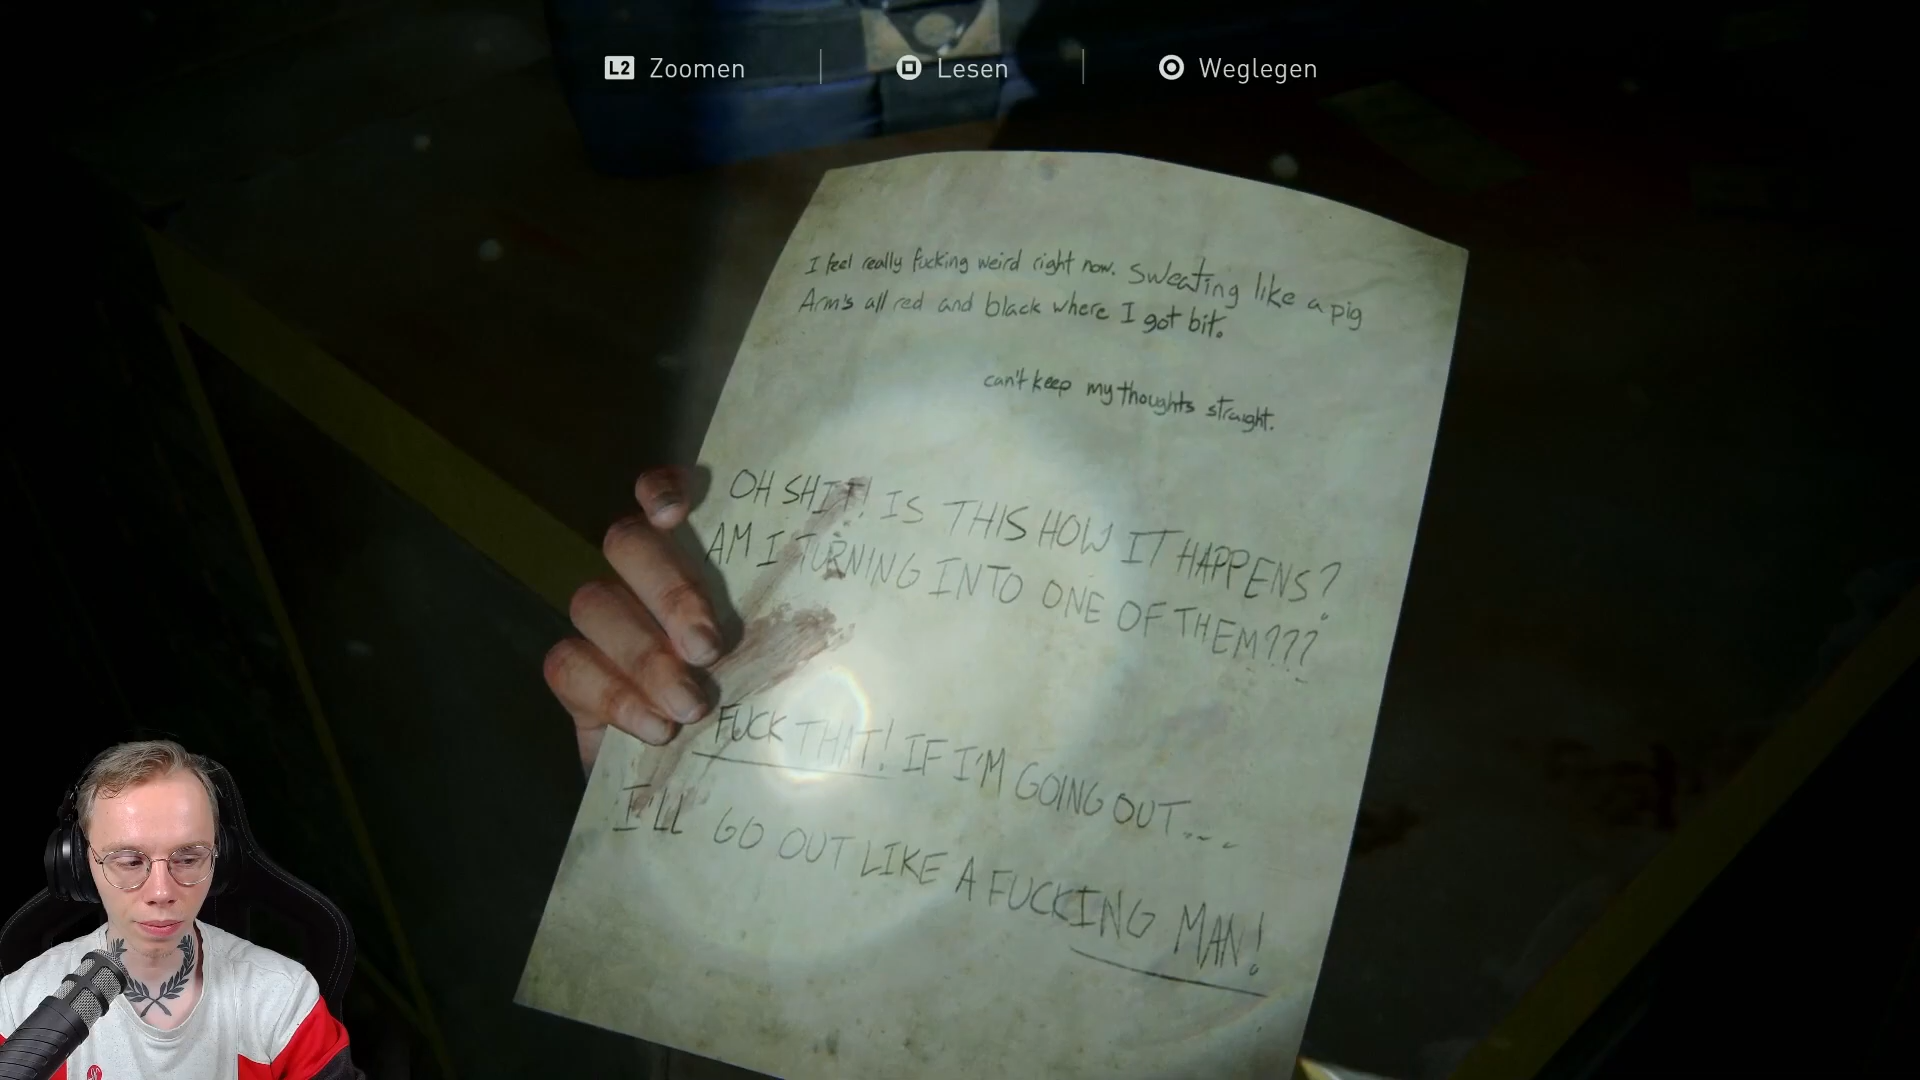 L2 Zoomen
Lesen
Weglegen
I feel really fucking weird right now. Sweating like a pig
Arm's all red and black where I got bit.
can't keep my thoughts straight.
OH SHIT! IS THIS HOW IT HAPPENS?
AM I TURNING INTO ONE OF THEM???
FUCK THAT! IF I'M GOING OUT...
I'LL GO OUT LIKE A FUCKING MAN!